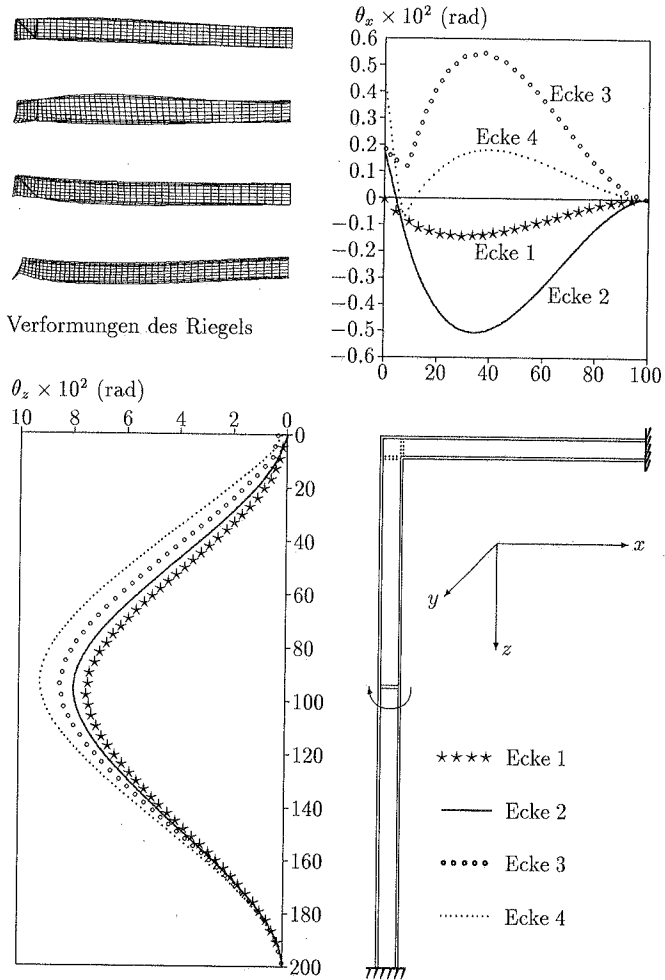 Verformungen des Riegels
θx × 10² (rad)
0.6
0.5
0.4
0.3
0.2
0.1
0
−0.1
−0.2
−0.3
−0.4
−0.5
−0.6
0 20 40 60 80 100
Ecke 3
Ecke 4
Ecke 1
Ecke 2
θz × 10² (rad)
10 8 6 4 2 0
0
20
40
60
80
100
120
140
160
180
200
x
y
z
Ecke 1
Ecke 2
Ecke 3
Ecke 4